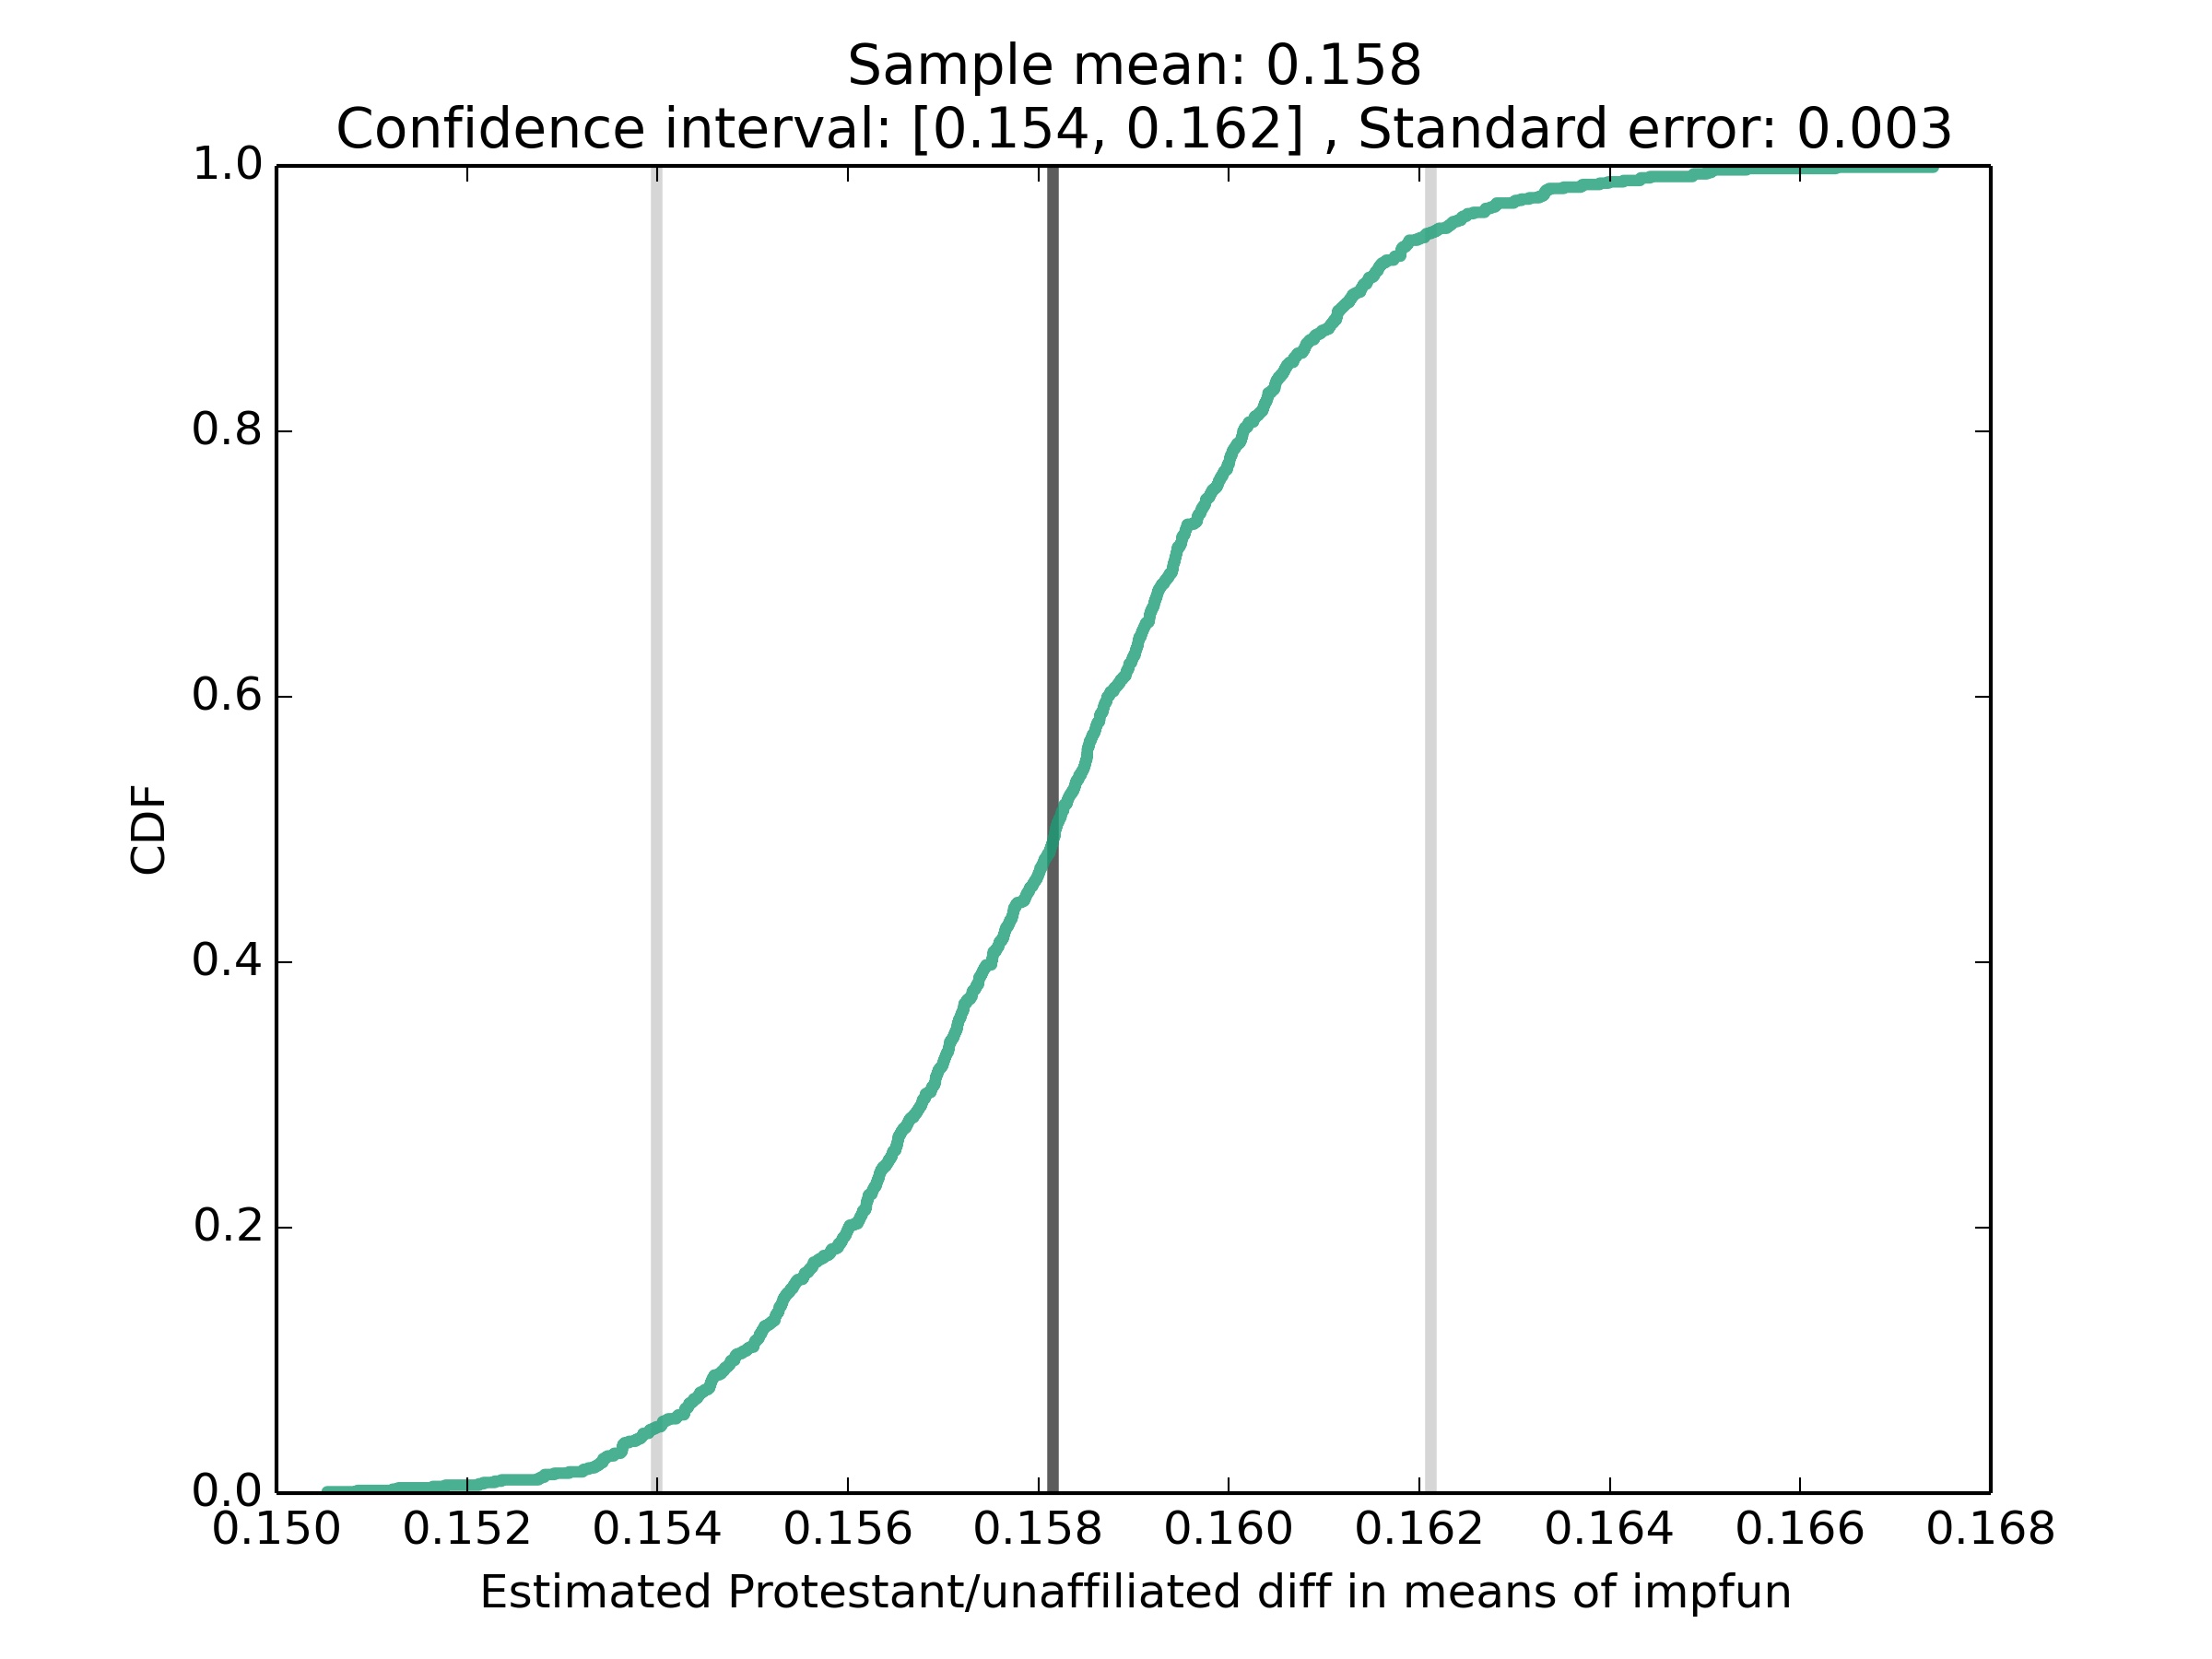 Sample mean: 0.158
Confidence interval: [0.154, 0.162] , Standard error: 0.003
1.0
0.8
0.6
0.4
0.2
0.0
CDF
0.150 0.152 0.154 0.156 0.158 0.160 0.162 0.164 0.166 0.168
Estimated Protestant/unaffiliated diff in means of impfun